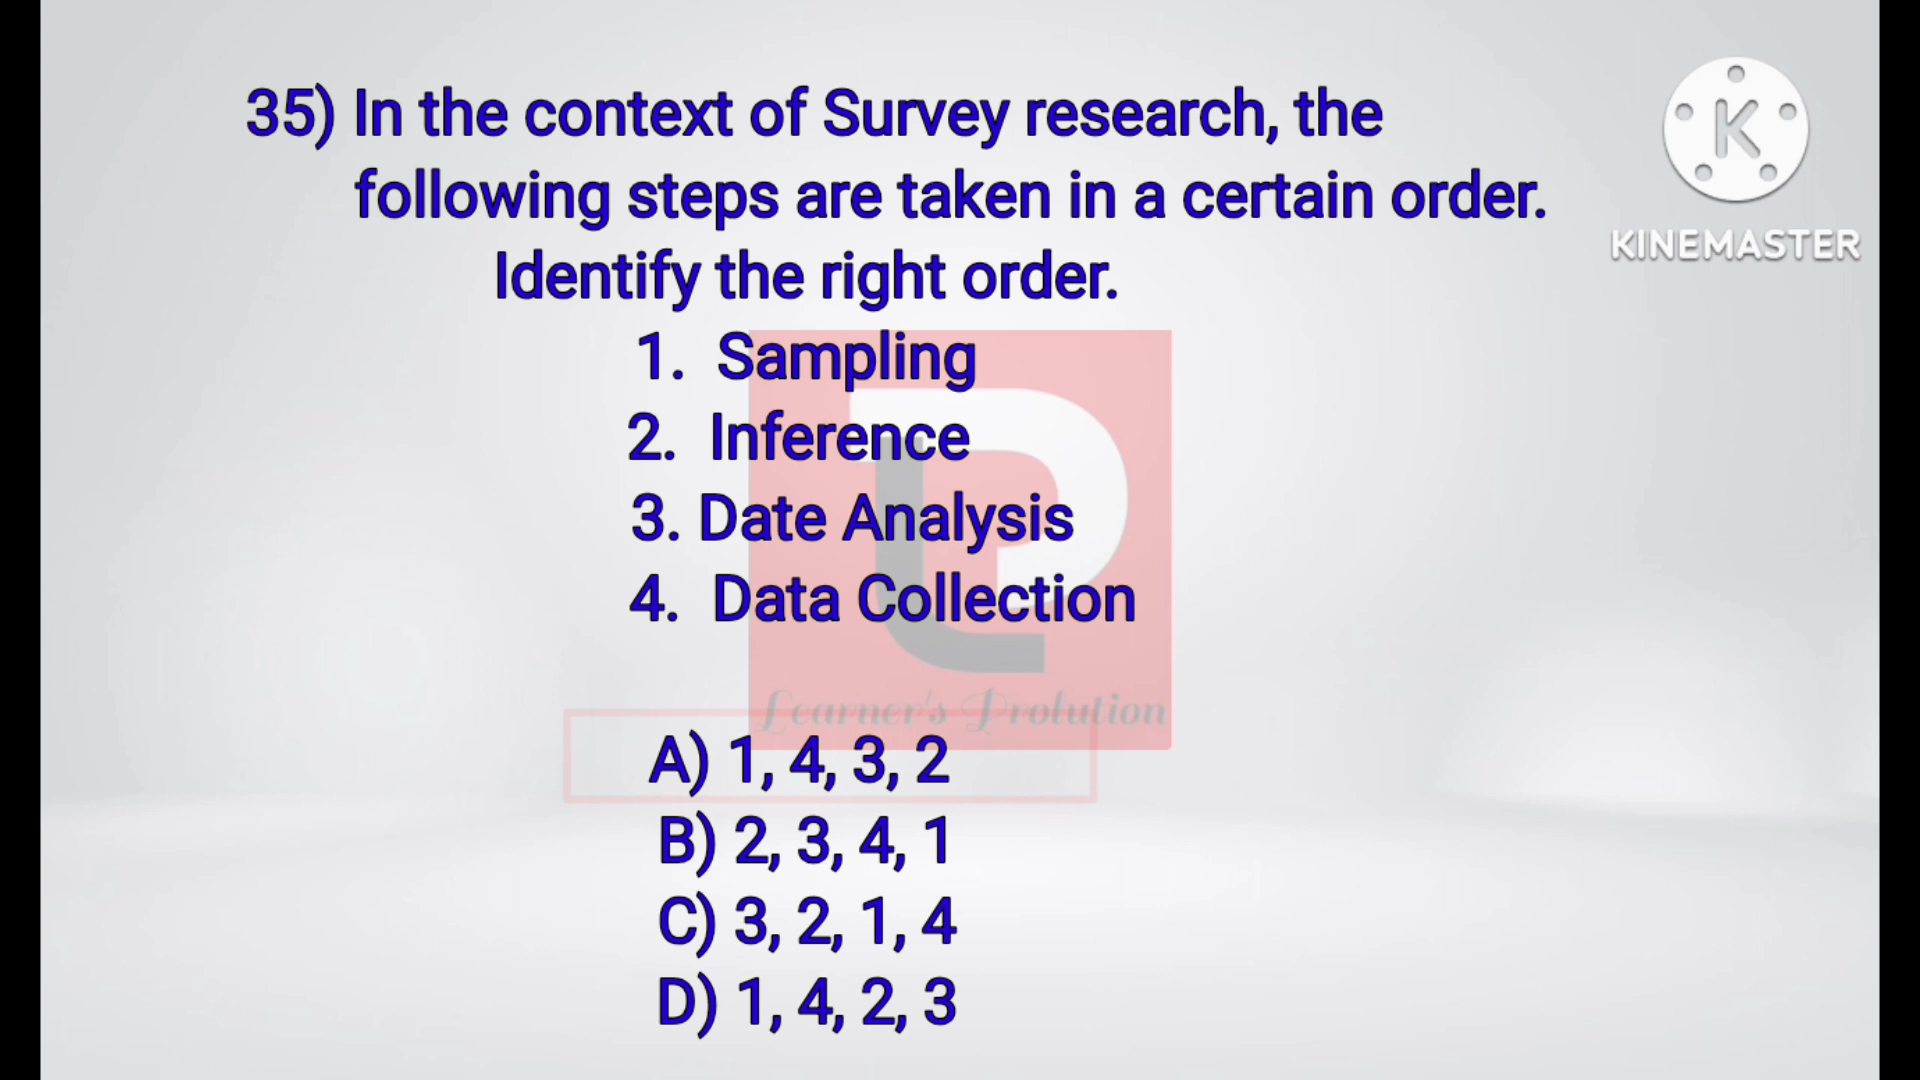 35) In the context of Survey research, the
following steps are taken in a certain order.
Identify the right order.
1. Sampling
2. Inference
3. Date Analysis
4. Data Collection
Learner's Prolution
A) 1, 4, 3, 2
B) 2, 3, 4, 1
C) 3, 2, 1, 4
D) 1, 4, 2, 3
K
KINEMASTER